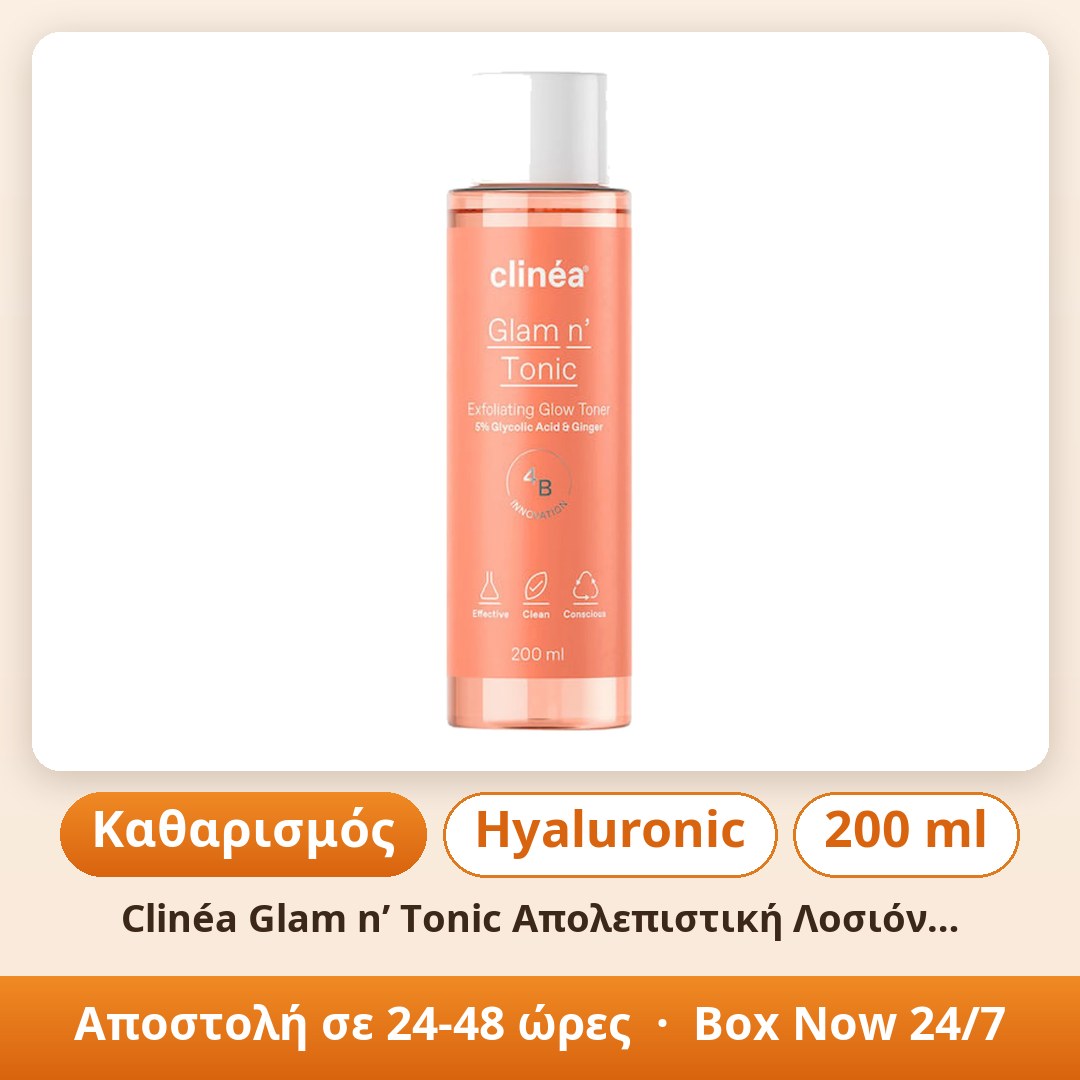 clinéa®
Glam n’
Tonic
Exfoliating Glow Toner
5% Glycolic Acid & Ginger
4B
INNOVATION
Effective Clean Conscious
200 ml
Καθαρισμός Hyaluronic 200 ml
Clinéa Glam n’ Tonic Απολεπιστική Λοσιόν...
Αποστολή σε 24-48 ώρες · Box Now 24/7